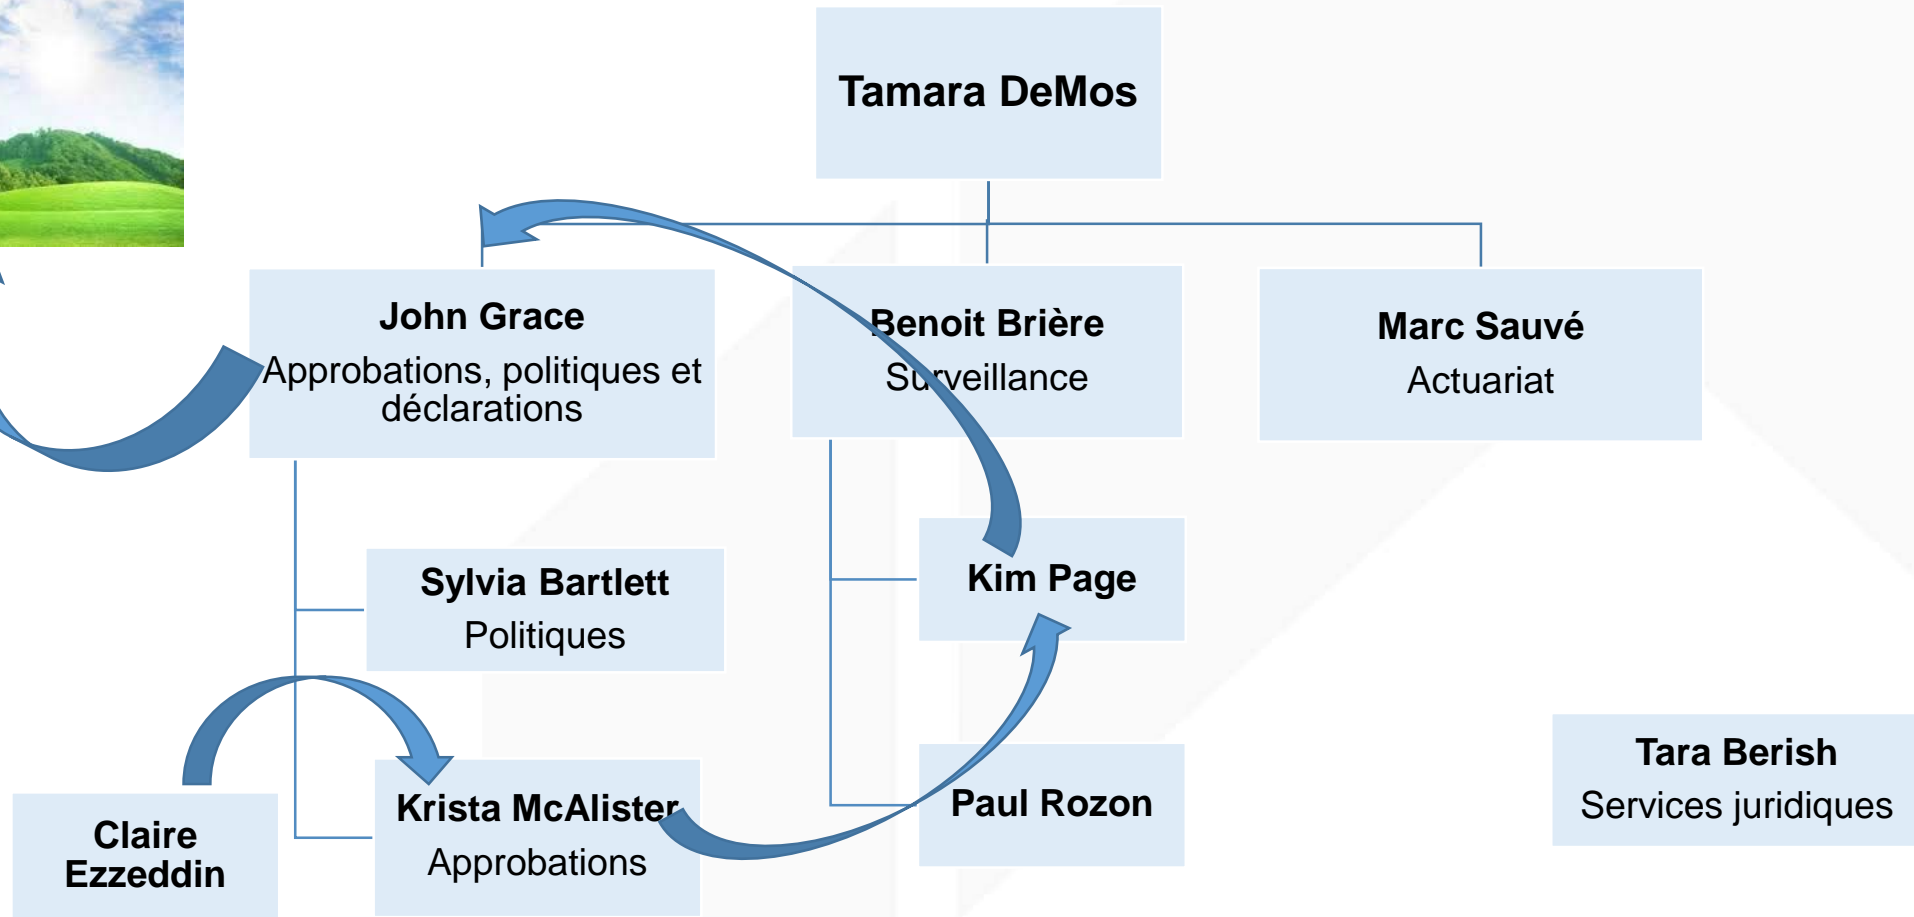 Tamara DeMos
John Grace
Approbations, politiques et
déclarations
Benoit Brière
Surveillance
Marc Sauvé
Actuariat
Sylvia Bartlett
Politiques
Kim Page
Claire
Ezzeddin
Krista McAlister
Approbations
Paul Rozon
Tara Berish
Services juridiques